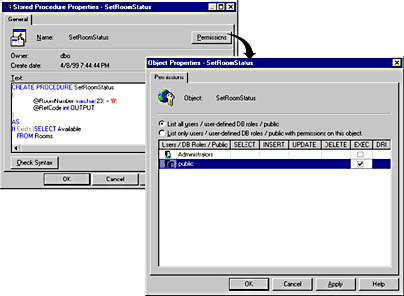 Stored Procedure Properties - SetRoomStatus
General
Name: SetRoomStatus
Permissions
Owner: dbo
Create date: 4/8/99 7:44:44 PM
Text:
CREATE PROCEDURE SetRoomStatus
@RoomNumber varchar(23) = '0',
@RetCode int OUTPUT
AS
If Exists (SELECT Available
FROM Rooms
Check Syntax
OK
Cancel
Object Properties - SetRoomStatus
Permissions
Object: SetRoomStatus
List all users / user-defined DB roles / public
List only users / user-defined DB roles / public with permissions on this object.
Users / DB Roles / Public SELECT INSERT UPDATE DELETE EXEC DRI
Administrators
public
OK Cancel Apply Help